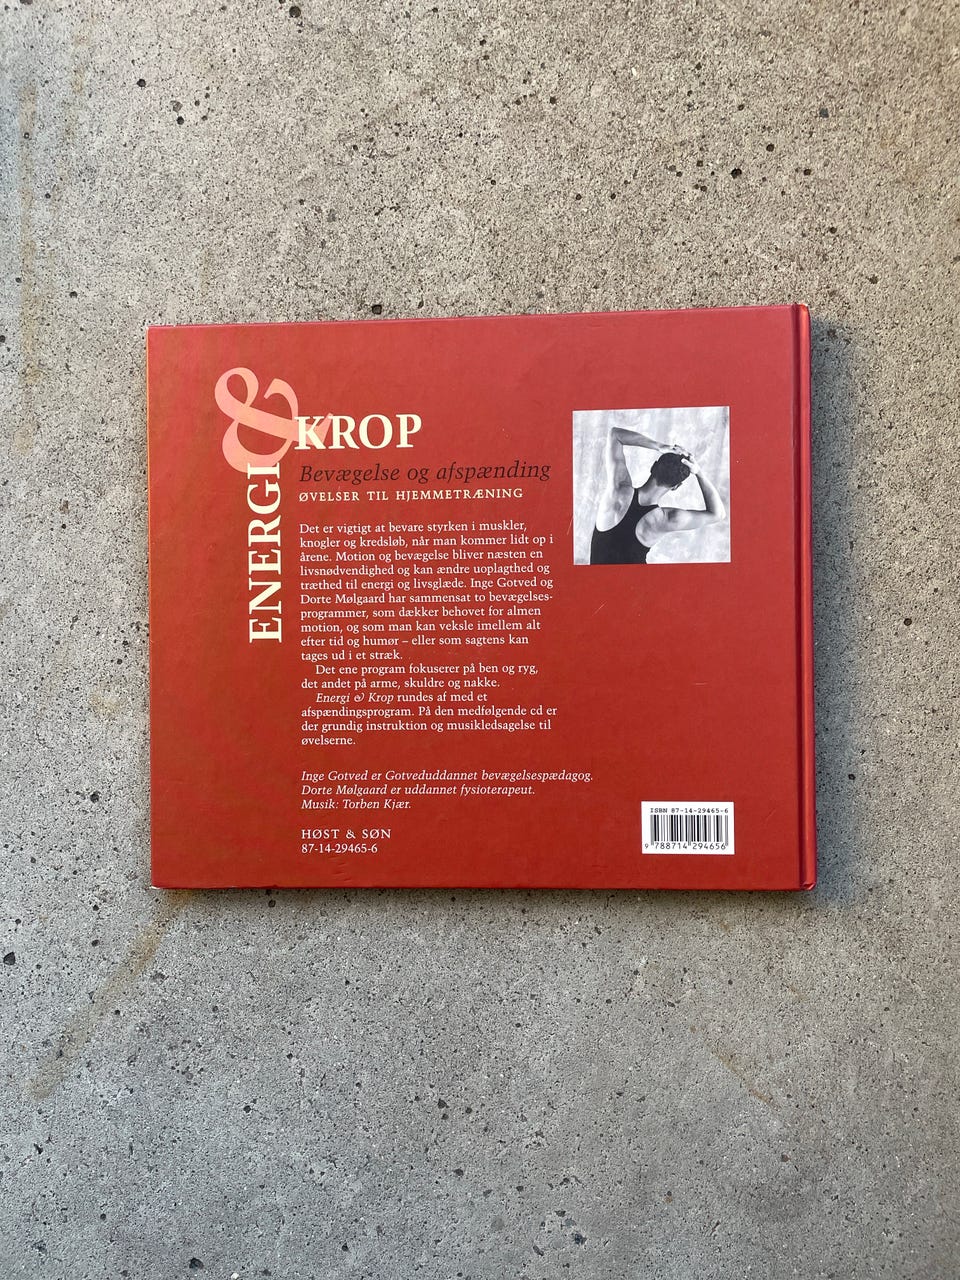 ENERGI & KROP
Bevægelse og afspænding
ØVELSER TIL HJEMMETRÆNING
Det er vigtigt at bevare styrken i muskler,
knogler og kredsløb, når man kommer lidt op i
årene. Motion og bevægelse bliver næsten en
livsnødvendighed og kan ændre uoplagthed og
træthed til energi og livsglæde. Inge Gotved og
Dorte Mølgaard har sammensat to bevægelses-
programmer, som dækker behovet for almen
motion, og som man kan veksle imellem alt
efter tid og humør – eller som sagtens kan
tages ud i et stræk.
Det ene program fokuserer på ben og ryg,
det andet på arme, skuldre og nakke.
Energi & Krop rundes af med et
afspændingsprogram. På den medfølgende cd er
der grundig instruktion og musikledsagelse til
øvelserne.
Inge Gotved er Gotveduddannet bevægelsespædagog.
Dorte Mølgaard er uddannet fysioterapeut.
Musik: Torben Kjær.
HØST & SØN
87-14-29465-6
ISBN 87-14-29465-6
9 788714 294656